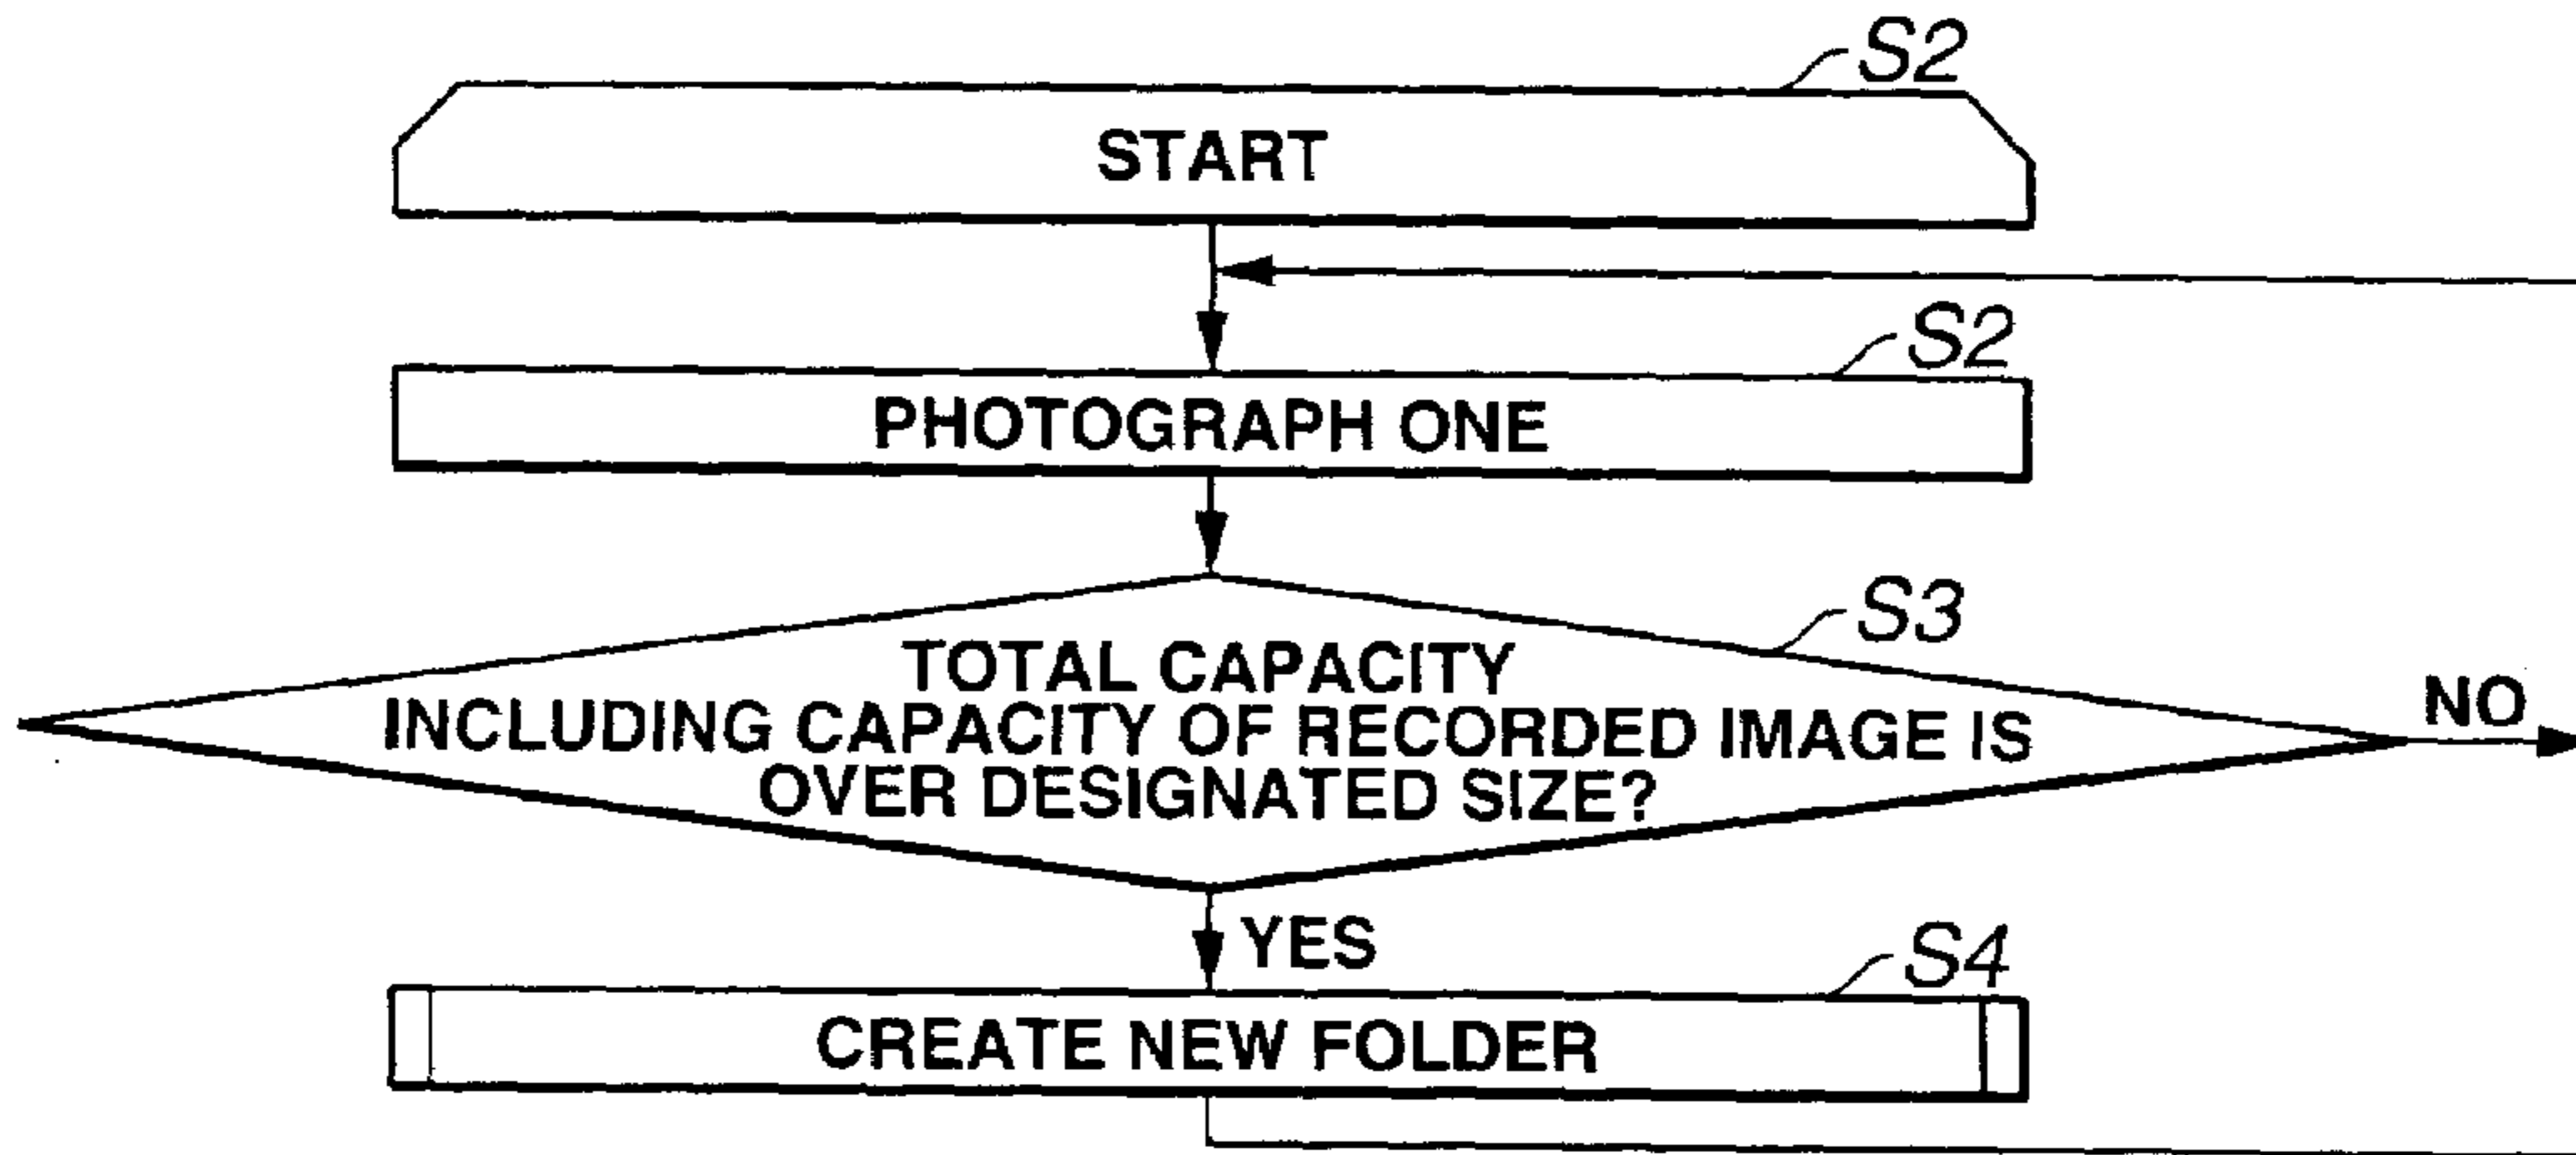 S2
START
S2
PHOTOGRAPH ONE
S3
TOTAL CAPACITY
INCLUDING CAPACITY OF RECORDED IMAGE IS
OVER DESIGNATED SIZE?
NO
YES
S4
CREATE NEW FOLDER